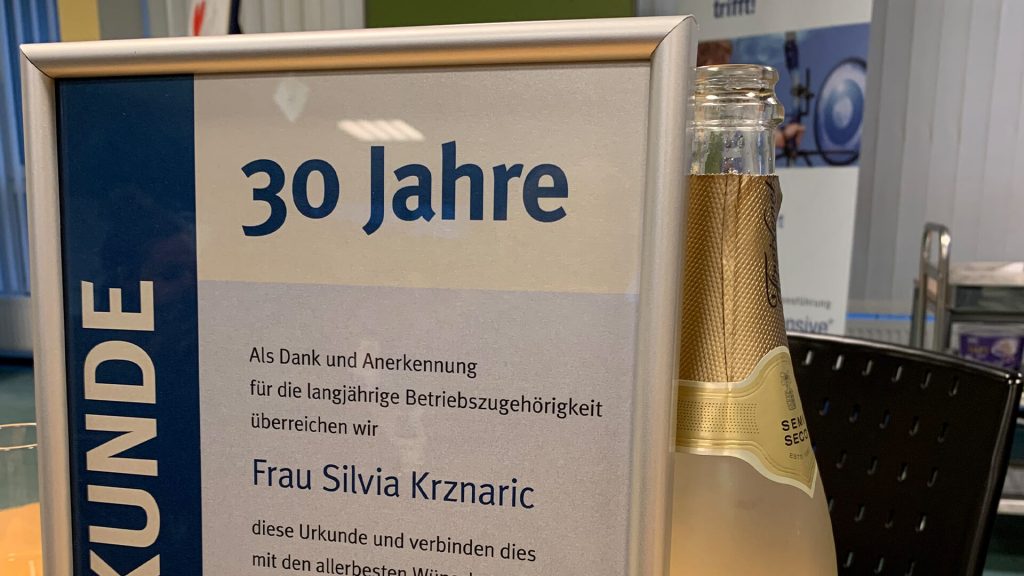 trifft!
30 Jahre
KUNDE
Als Dank und Anerkennung
für die langjährige Betriebszugehörigkeit
überreichen wir
Frau Silvia Krznaric
diese Urkunde und verbinden dies
mit den allerbesten
SEM
SECCO